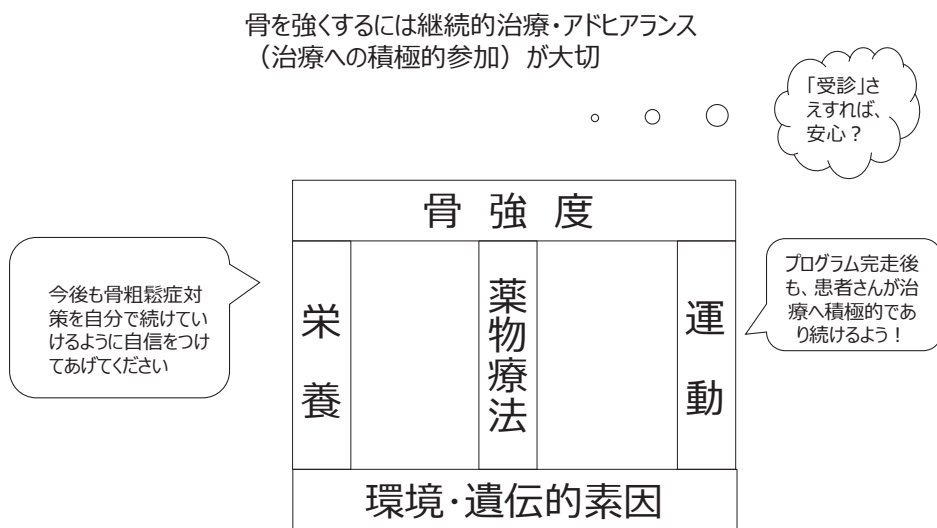 骨を強くするには継続的治療・アドヒアランス
（治療への積極的参加）が大切
「受診」さ
えすれば、
安心？
骨 強 度
今後も骨粗鬆症対
策を自分で続けてい
けるように自信をつけ
てあげてください
栄養
薬物療法
運動
プログラム完走後
も、患者さんが治
療へ積極的であ
り続けるよう！
環境・遺伝的素因